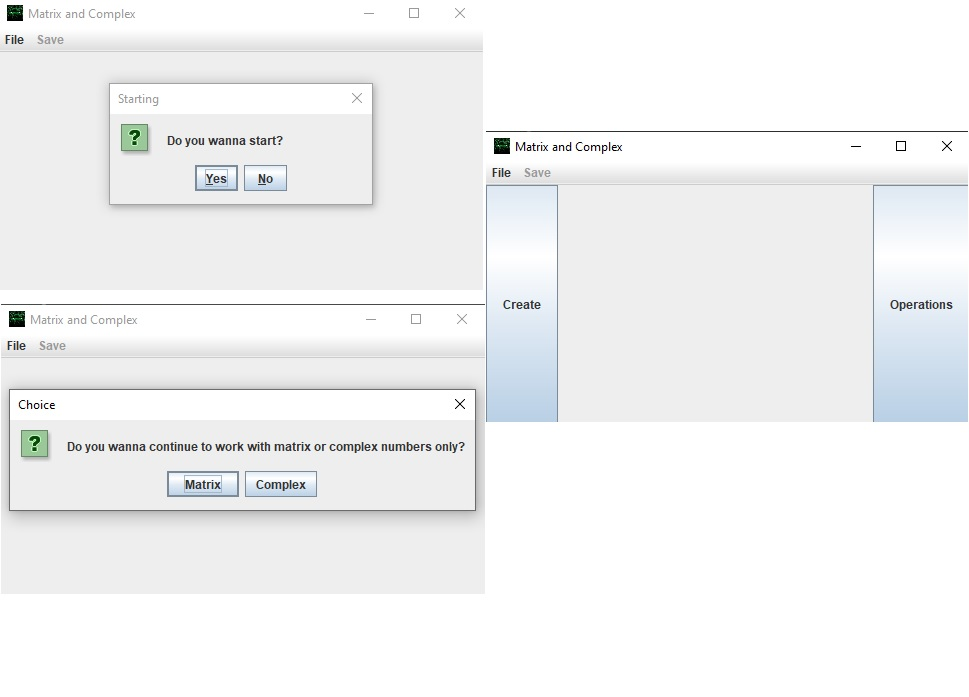 Matrix and Complex
File Save
Starting
Do you wanna start?
Yes No
Matrix and Complex
File Save
Choice
Do you wanna continue to work with matrix or complex numbers only?
Matrix Complex
Matrix and Complex
File Save
Create Operations